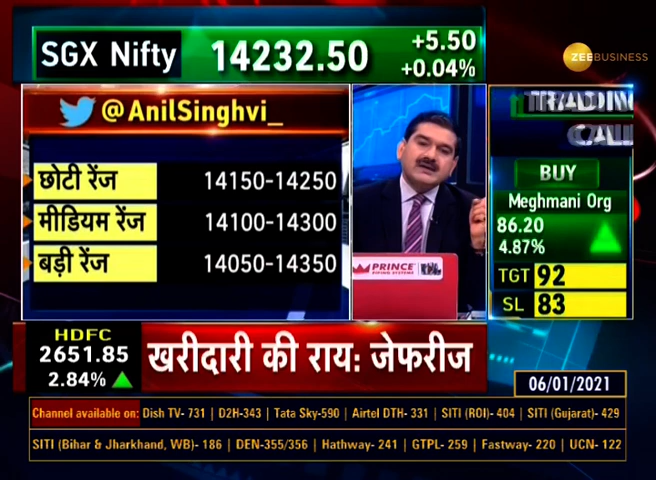 SGX Nifty 14232.50 +5.50
+0.04%
ZEE BUSINESS
@AnilSinghvi_
छोटी रेंज 14150-14250
मीडियम रेंज 14100-14300
बड़ी रेंज 14050-14350
PRINCE
PIPING SYSTEMS
TRADIN
CALL
BUY
Meghmani Org
86.20
4.87%
TGT 92
SL 83
HDFC
2651.85
2.84%
खरीदारी की राय: जेफरीज
06/01/2021
Channel available on: Dish TV- 731 | D2H-343 | Tata Sky-590 | Airtel DTH- 331 | SITI (ROI)- 404 | SITI (Gujarat)- 429
SITI (Bihar & Jharkhand, WB)- 186 | DEN-355/356 | Hathway- 241 | GTPL- 259 | Fastway- 220 | UCN- 122